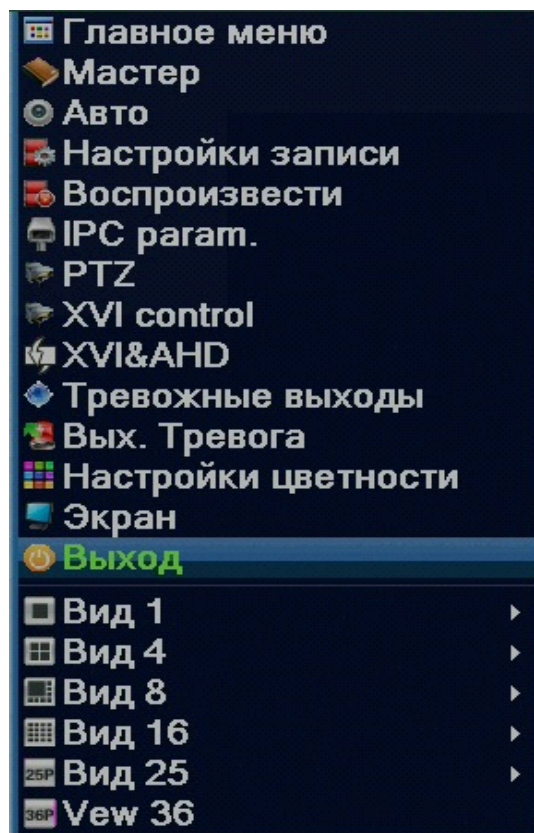 Главное меню
Мастер
Авто
Настройки записи
Воспроизвести
IPC param.
PTZ
XVI control
XVI&AHD
Тревожные выходы
Вых. Тревога
Настройки цветности
Экран
Выход
Вид 1
Вид 4
Вид 8
Вид 16
25P Вид 25
36P Vew 36